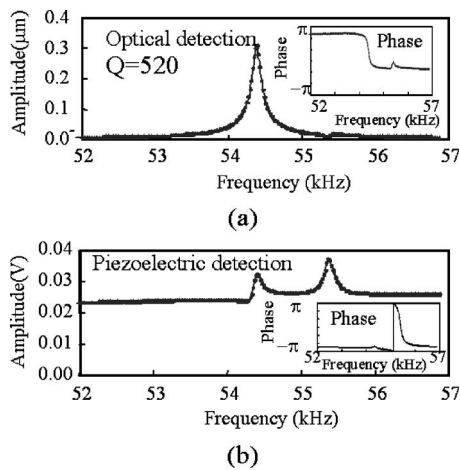 Amplitude(μm)
0.4
0.3
0.2
0.1
0.0
Optical detection
Q=520
Phase
π
−π
Phase
52
57
Frequency (kHz)
52
53
54
55
56
57
Frequency (kHz)
(a)
Amplitude(V)
0.04
0.03
0.02
0.01
0.00
Piezoelectric detection
Phase
π
−π
Phase
52
57
Frequency (kHz)
52
53
54
55
56
57
Frequency (kHz)
(b)